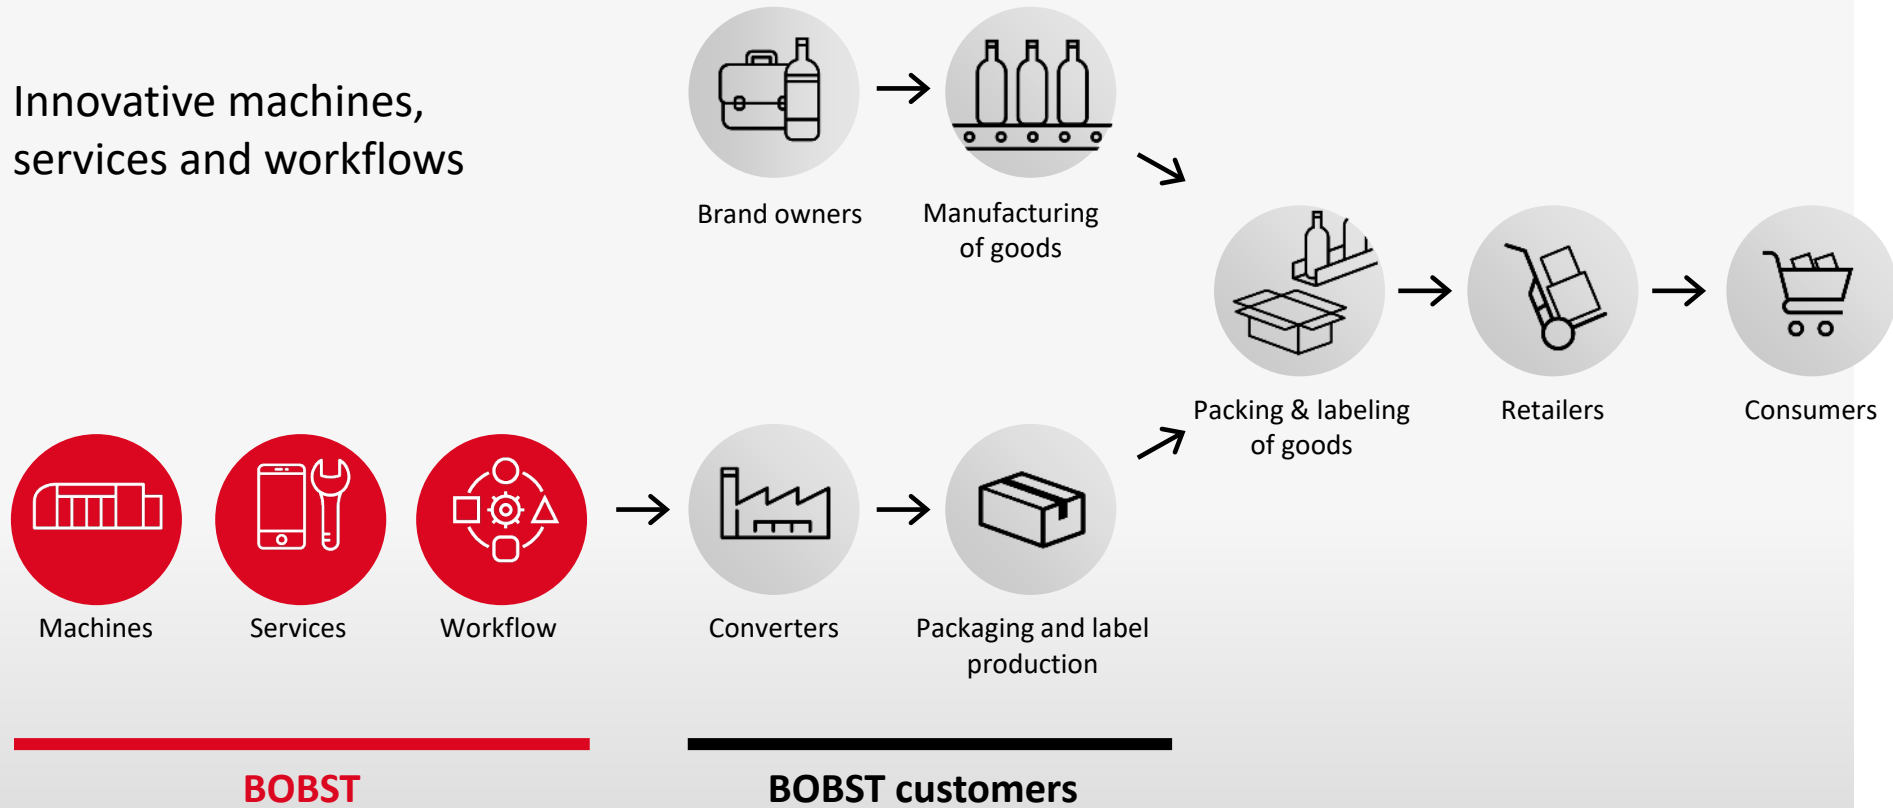 Innovative machines,
services and workflows
Brand owners
Manufacturing
of goods
Packing & labeling
of goods
Retailers
Consumers
Machines
Services
Workflow
Converters
Packaging and label
production
BOBST
BOBST customers